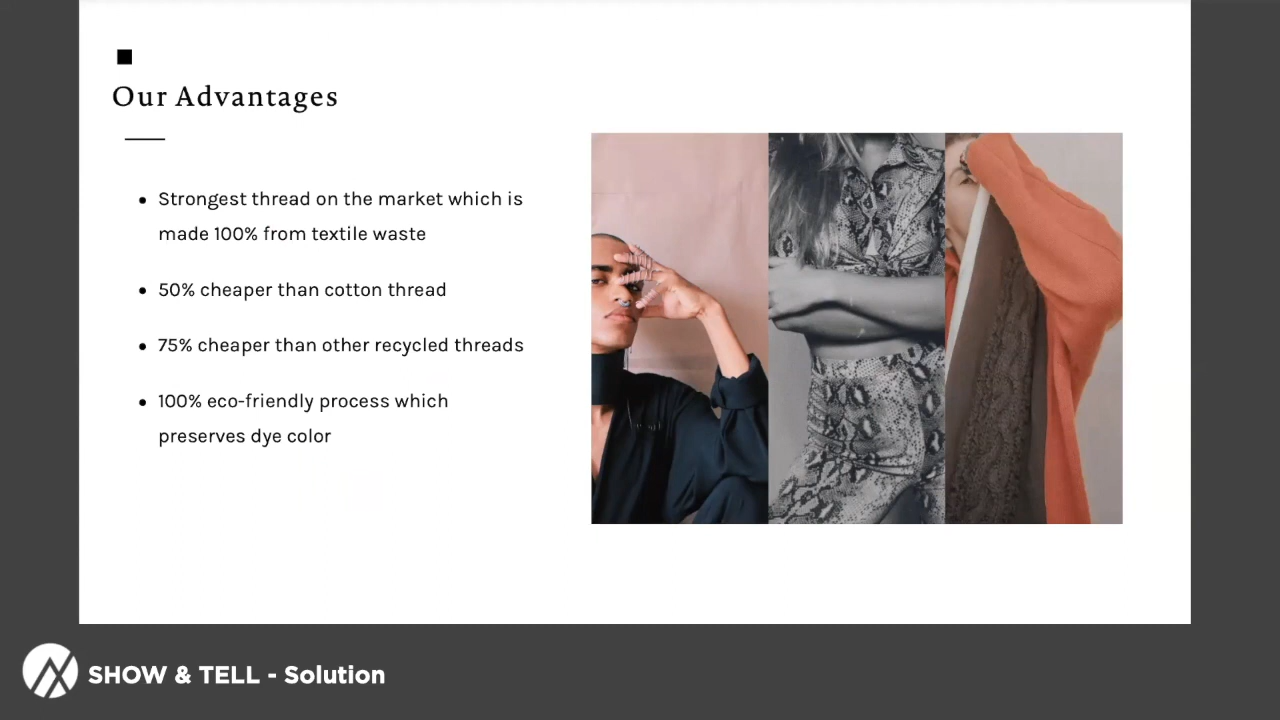 Our Advantages
Strongest thread on the market which is
made 100% from textile waste
50% cheaper than cotton thread
75% cheaper than other recycled threads
100% eco-friendly process which
preserves dye color
SHOW & TELL - Solution